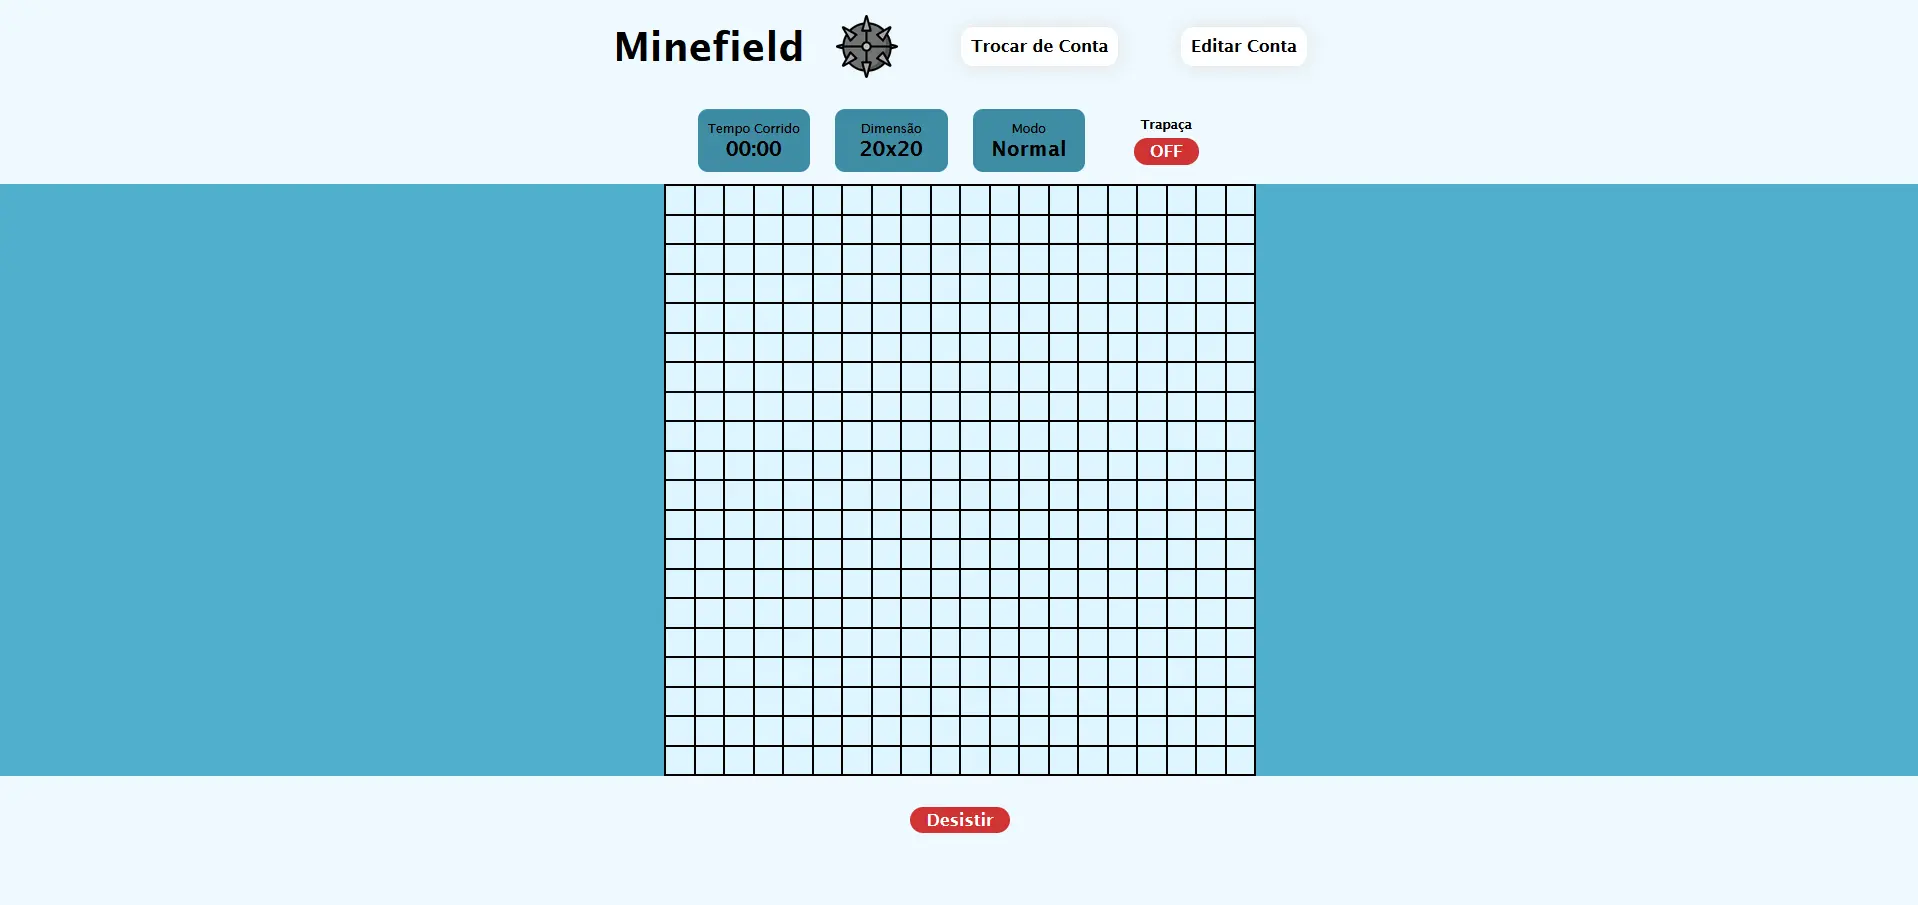 Minefield
Trocar de Conta
Editar Conta
Tempo Corrido
00:00
Dimensão
20x20
Modo
Normal
Trapaça
OFF
Desistir